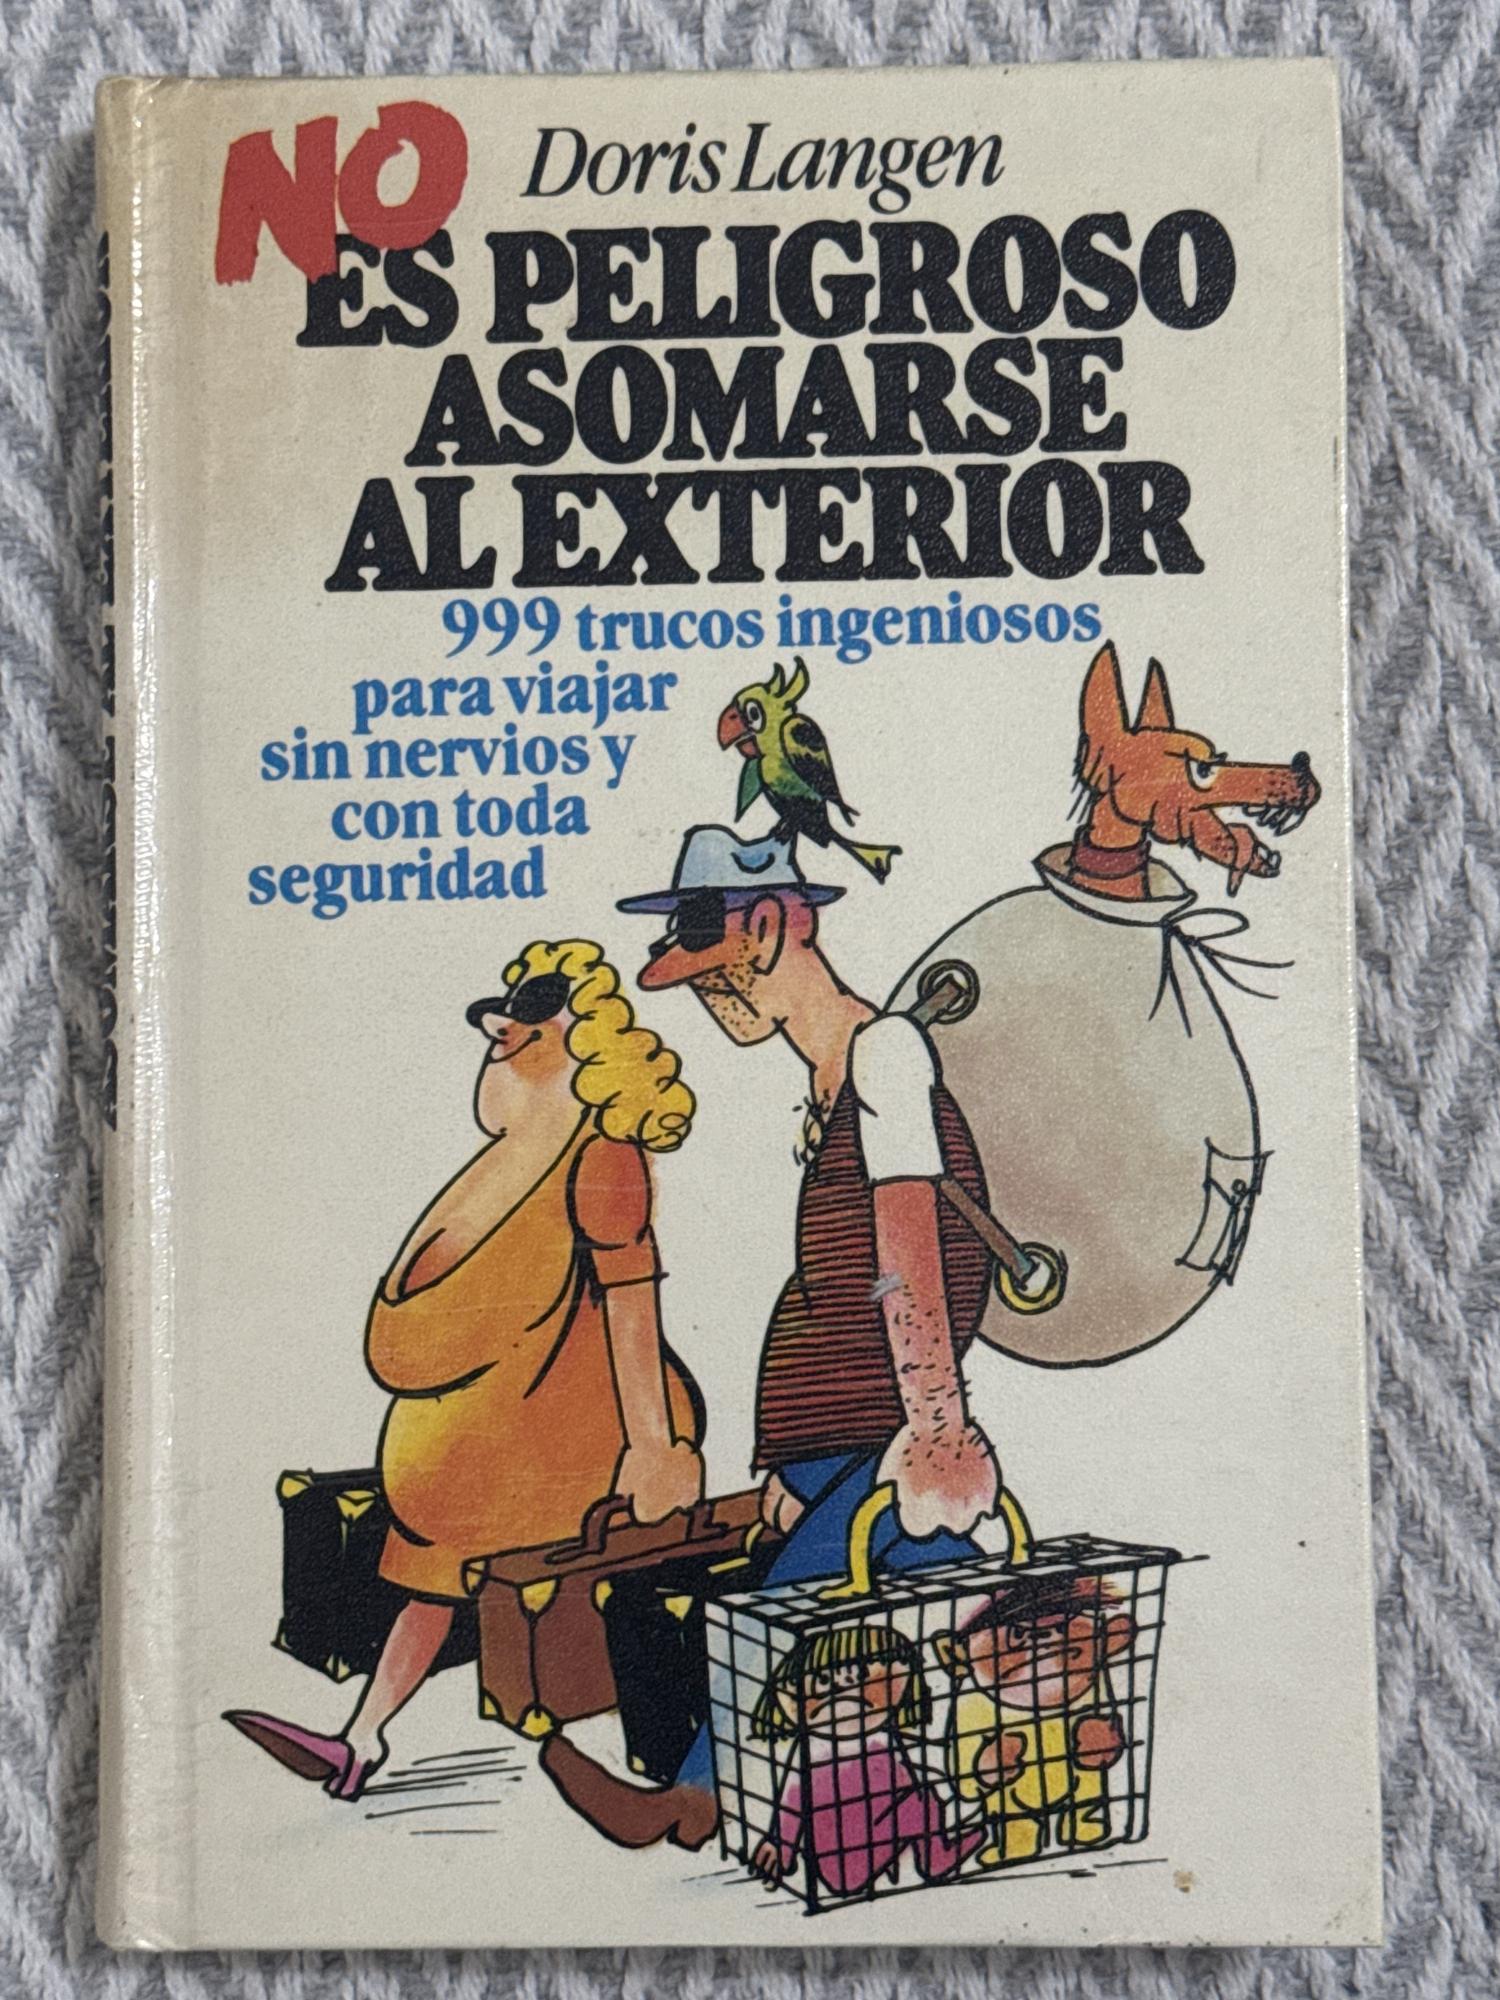 NO
Doris Langen
ES PELIGROSO
ASOMARSE
AL EXTERIOR
999 trucos ingeniosos
para viajar
sin nervios y
con toda
seguridad